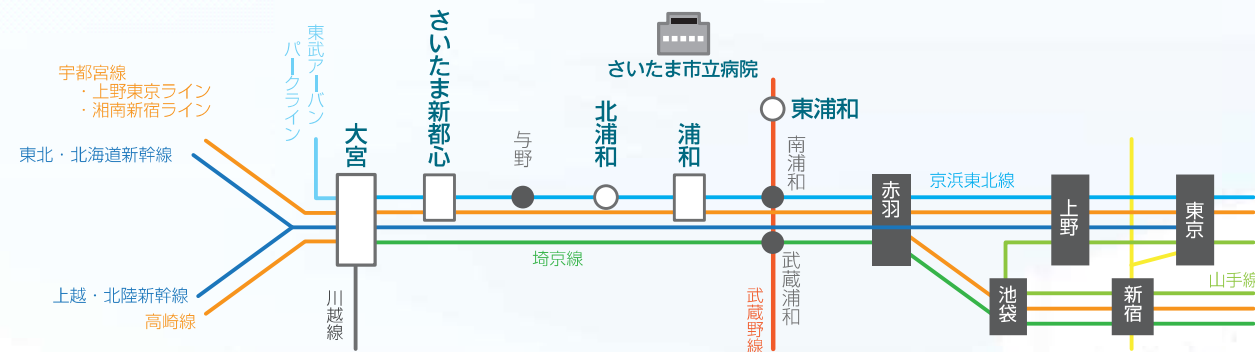 宇都宮線
・上野東京ライン
・湘南新宿ライン
東北・北海道新幹線
上越・北陸新幹線
高崎線
東武アーバン
パークライン
大宮
川越線
さいたま新都心
与野
北浦和
浦和
さいたま市立病院
東浦和
南浦和
武蔵浦和
武蔵野線
埼京線
赤羽
京浜東北線
上野
東京
池袋
新宿
山手線